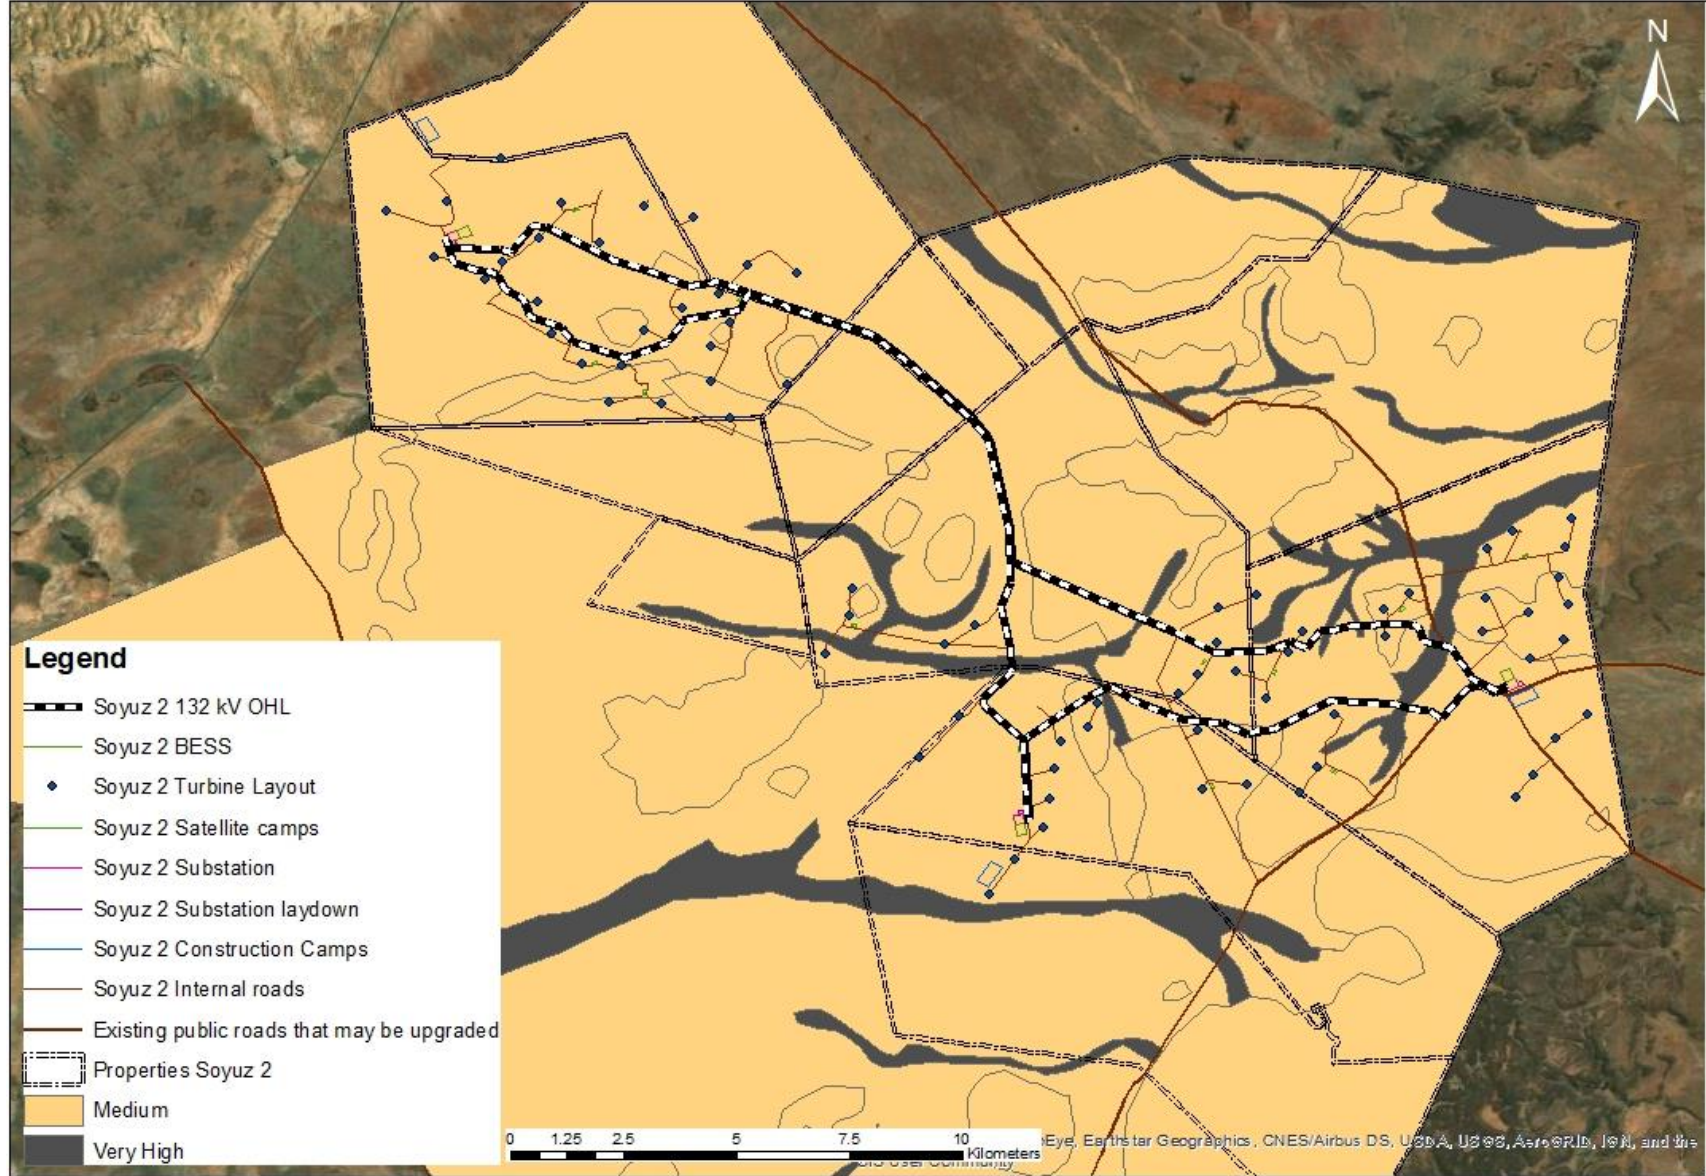 N
Legend
Soyuz 2 132 kV OHL
Soyuz 2 BESS
Soyuz 2 Turbine Layout
Soyuz 2 Satellite camps
Soyuz 2 Substation
Soyuz 2 Substation laydown
Soyuz 2 Construction Camps
Soyuz 2 Internal roads
Existing public roads that may be upgraded
Properties Soyuz 2
Medium
Very High
0 1.25 2.5 5 7.5 10
Kilometers
Earthstar Geographics, CNES/Airbus DS, USDA, USGS, AeroGRID, IGN, and the
User Community